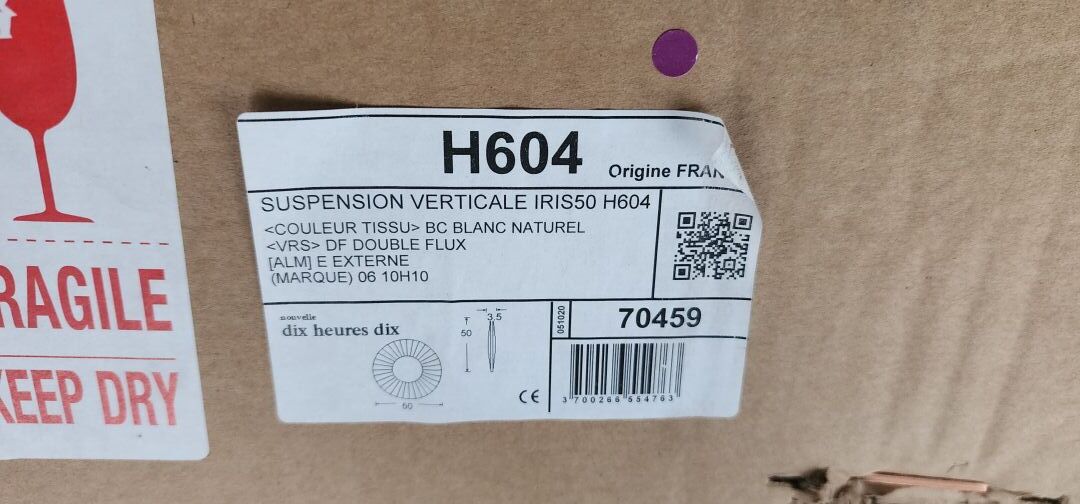 RAGILE
KEEP DRY
H604
Origine FRAN
SUSPENSION VERTICALE IRIS50 H604
<COULEUR TISSU> BC BLANC NATUREL
<VRS> DF DOUBLE FLUX
[ALM] E EXTERNE
(MARQUE) 06 10H10
nouvelle
dix heures dix
3.5
50
60
CE
051020
70459
3 700266 554763